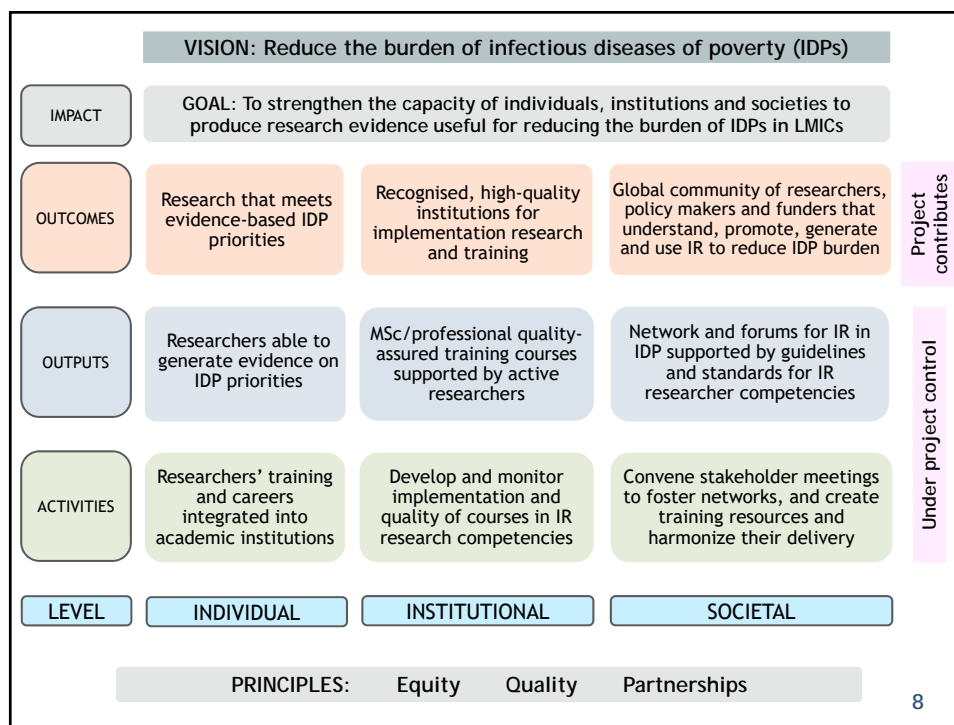 VISION: Reduce the burden of infectious diseases of poverty (IDPs)
IMPACT
GOAL: To strengthen the capacity of individuals, institutions and societies to
produce research evidence useful for reducing the burden of IDPs in LMICs
OUTCOMES
Research that meets
evidence-based IDP
priorities
Recognised, high-quality
institutions for
implementation research
and training
Global community of researchers,
policy makers and funders that
understand, promote, generate
and use IR to reduce IDP burden
Project
contributes
OUTPUTS
Researchers able to
generate evidence on
IDP priorities
MSc/professional quality-
assured training courses
supported by active
researchers
Network and forums for IR in
IDP supported by guidelines
and standards for IR
researcher competencies
Under project control
ACTIVITIES
Researchers’ training
and careers
integrated into
academic institutions
Develop and monitor
implementation and
quality of courses in IR
research competencies
Convene stakeholder meetings
to foster networks, and create
training resources and
harmonize their delivery
LEVEL
INDIVIDUAL
INSTITUTIONAL
SOCIETAL
PRINCIPLES: Equity Quality Partnerships
8